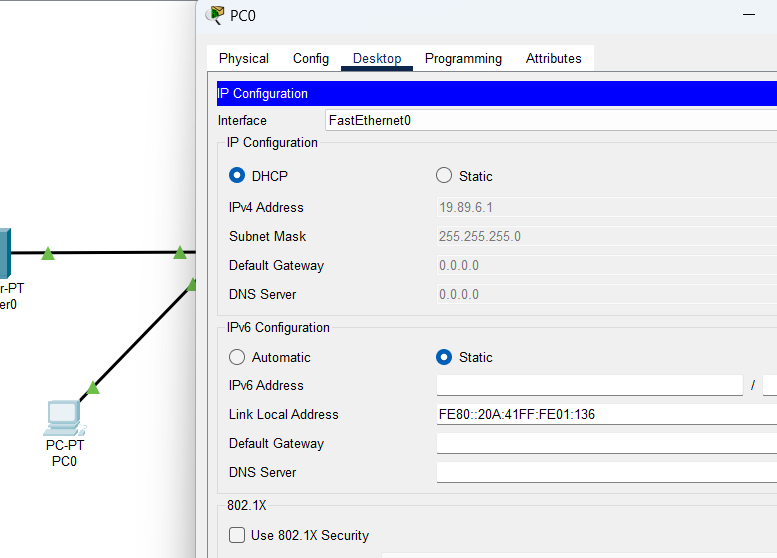 PC0
Physical Config Desktop Programming Attributes
IP Configuration
Interface FastEthernet0
IP Configuration
DHCP Static
IPv4 Address 19.89.6.1
Subnet Mask 255.255.255.0
Default Gateway 0.0.0.0
DNS Server 0.0.0.0
IPv6 Configuration
Automatic Static
IPv6 Address /
Link Local Address FE80::20A:41FF:FE01:136
Default Gateway
DNS Server
802.1X
Use 802.1X Security
r-PT
er0
PC-PT
PC0